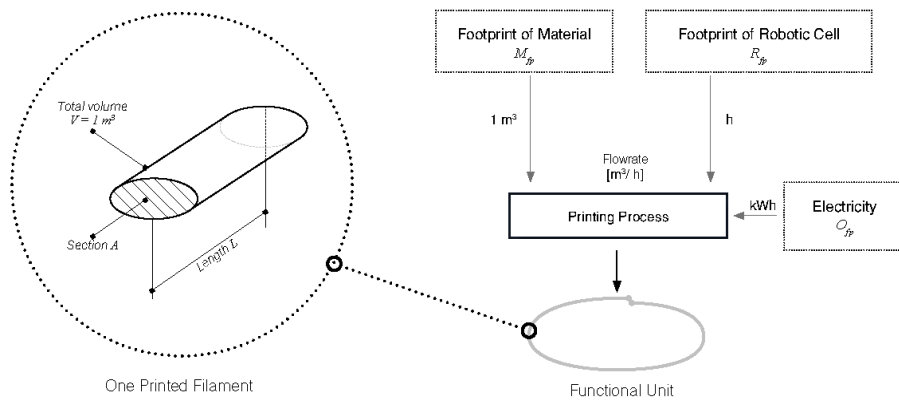 Total volume
V = 1 m³
Section A
Length L
One Printed Filament
Footprint of Material
M_fp
Footprint of Robotic Cell
R_fp
1 m³
h
Flowrate
[m³/ h]
Printing Process
kWh
Electricity
O_fp
Functional Unit